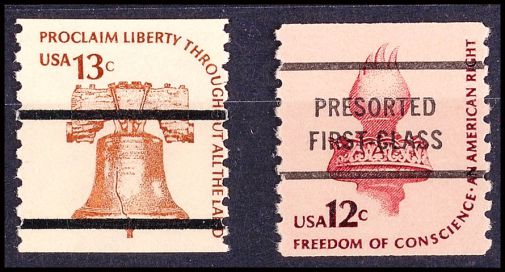 PROCLAIM LIBERTY THROUGHOUT ALL THE LAND
USA 13c
PRESORTED
FIRST-CLASS
USA 12c
FREEDOM OF CONSCIENCE · AN AMERICAN RIGHT